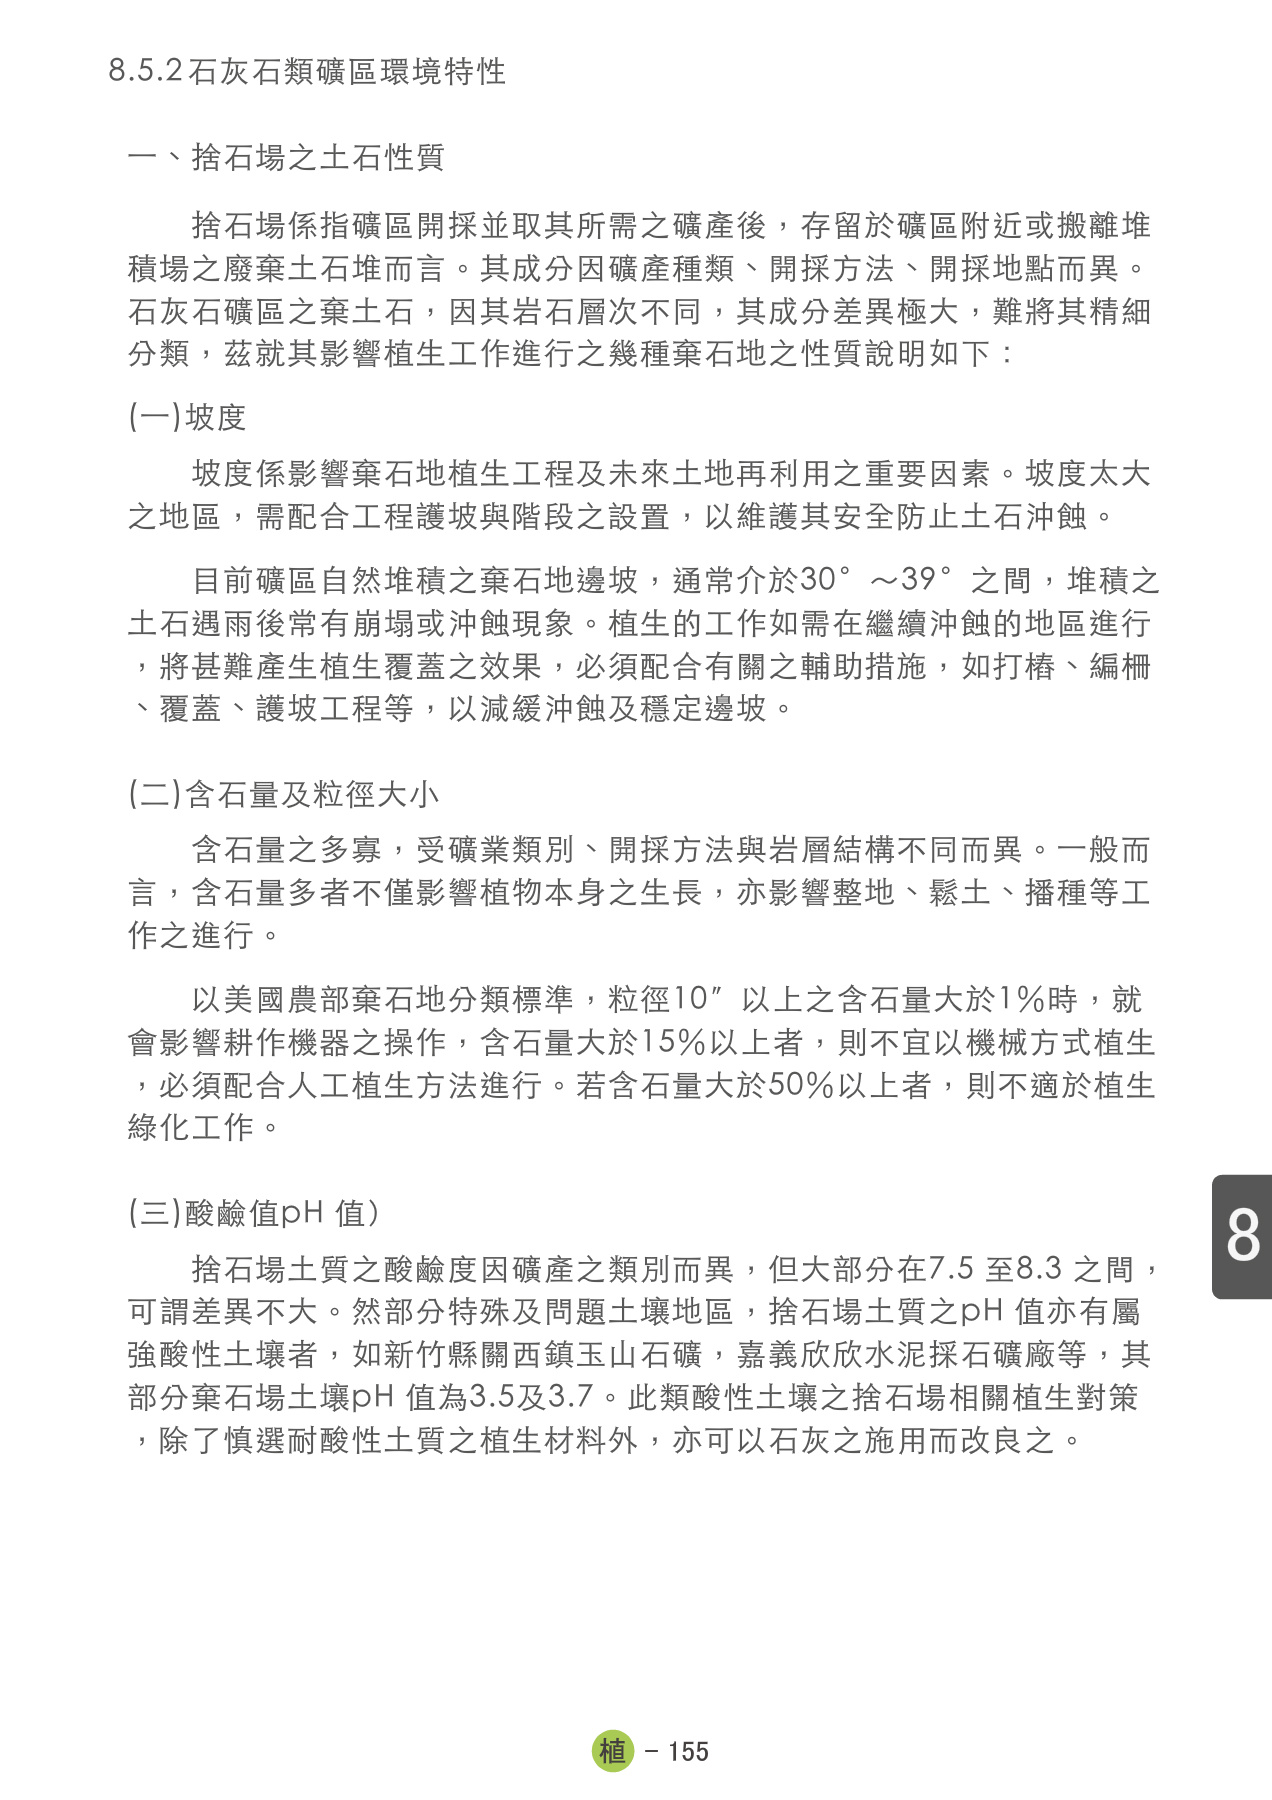 8.5.2石灰石類礦區環境特性
一、捨石場之土石性質
捨石場係指礦區開採並取其所需之礦產後，存留於礦區附近或搬離堆
積場之廢棄土石堆而言。其成分因礦產種類、開採方法、開採地點而異。
石灰石礦區之棄土石，因其岩石層次不同，其成分差異極大，難將其精細
分類，茲就其影響植生工作進行之幾種棄石地之性質說明如下：
(一)坡度
坡度係影響棄石地植生工程及未來土地再利用之重要因素。坡度太大
之地區，需配合工程護坡與階段之設置，以維護其安全防止土石沖蝕。
目前礦區自然堆積之棄石地邊坡，通常介於30°～39°之間，堆積之
土石遇雨後常有崩塌或沖蝕現象。植生的工作如需在繼續沖蝕的地區進行
，將甚難產生植生覆蓋之效果，必須配合有關之輔助措施，如打樁、編柵
、覆蓋、護坡工程等，以減緩沖蝕及穩定邊坡。
(二)含石量及粒徑大小
含石量之多寡，受礦業類別、開採方法與岩層結構不同而異。一般而
言，含石量多者不僅影響植物本身之生長，亦影響整地、鬆土、播種等工
作之進行。
以美國農部棄石地分類標準，粒徑10″以上之含石量大於1%時，就
會影響耕作機器之操作，含石量大於15%以上者，則不宜以機械方式植生
，必須配合人工植生方法進行。若含石量大於50%以上者，則不適於植生
綠化工作。
(三)酸鹼值pH 值）
捨石場土質之酸鹼度因礦產之類別而異，但大部分在7.5 至8.3 之間，
可謂差異不大。然部分特殊及問題土壤地區，捨石場土質之pH 值亦有屬
強酸性土壤者，如新竹縣關西鎮玉山石礦，嘉義欣欣水泥採石礦廠等，其
部分棄石場土壤pH 值為3.5及3.7。此類酸性土壤之捨石場相關植生對策
，除了慎選耐酸性土質之植生材料外，亦可以石灰之施用而改良之。
8
植 – 155